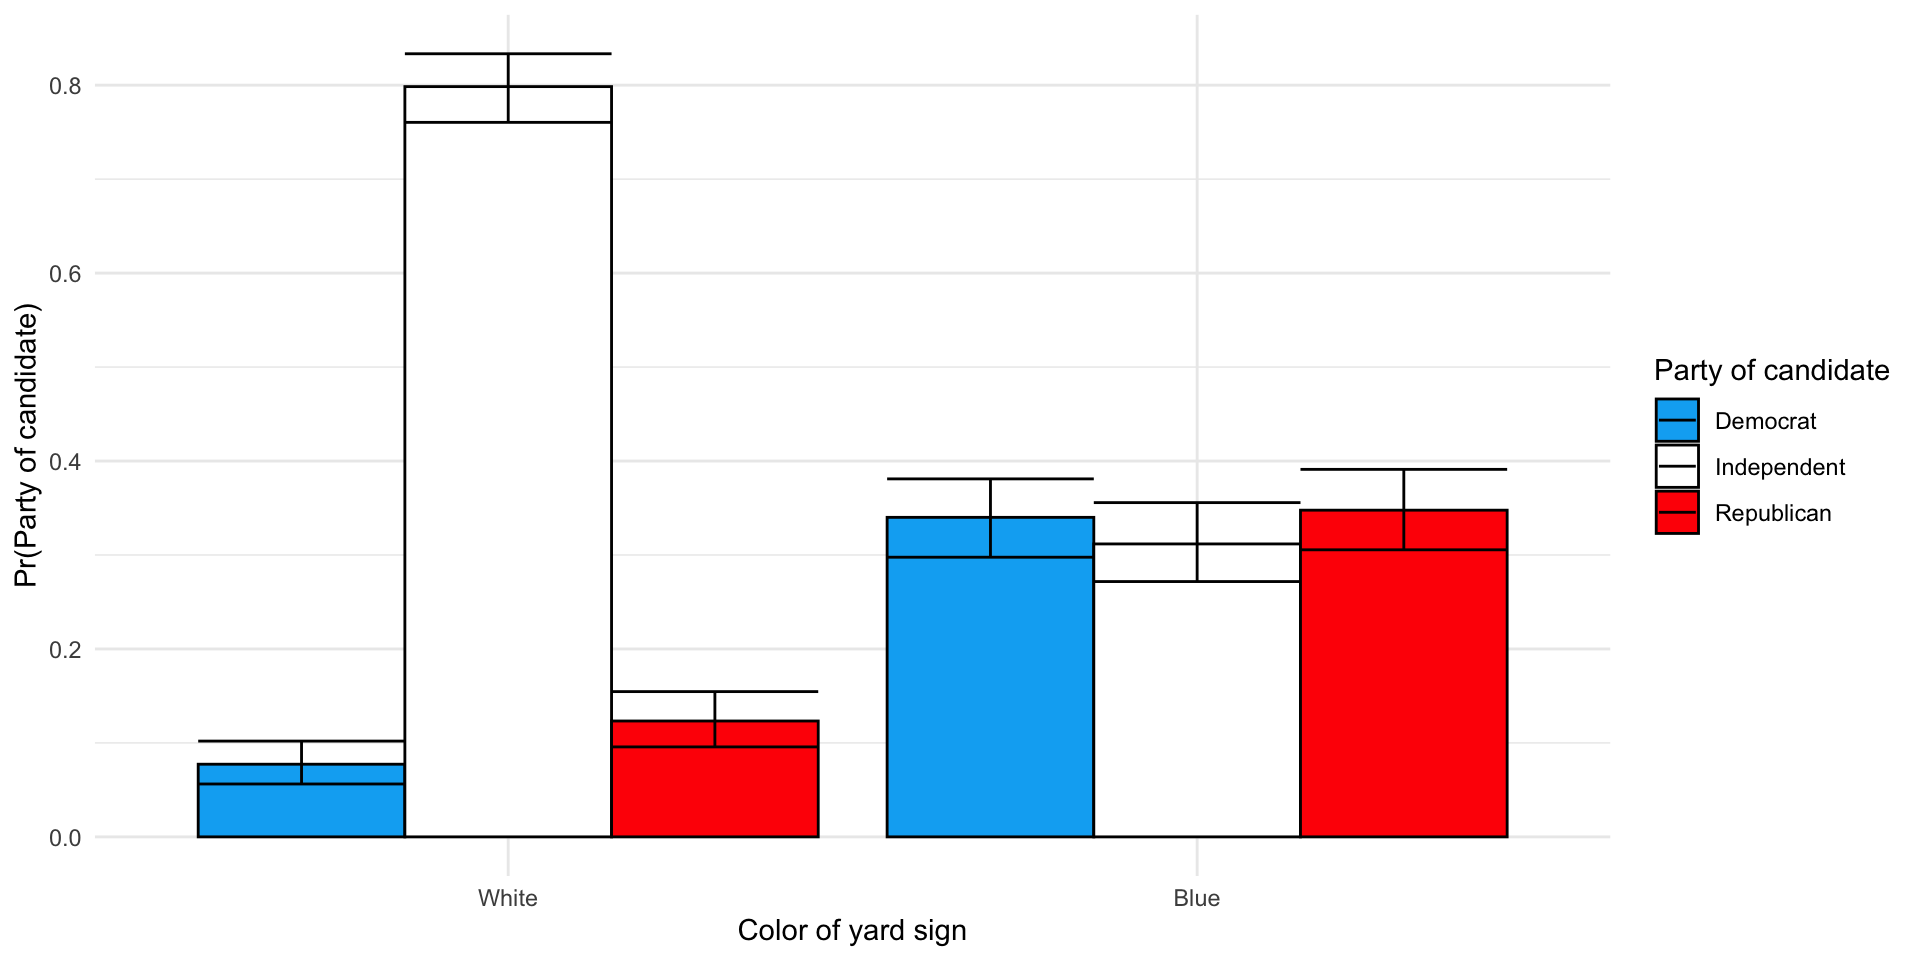 0.8
0.6
0.4
0.2
0.0
Pr(Party of candidate)
White
Blue
Color of yard sign
Party of candidate
Democrat
Independent
Republican